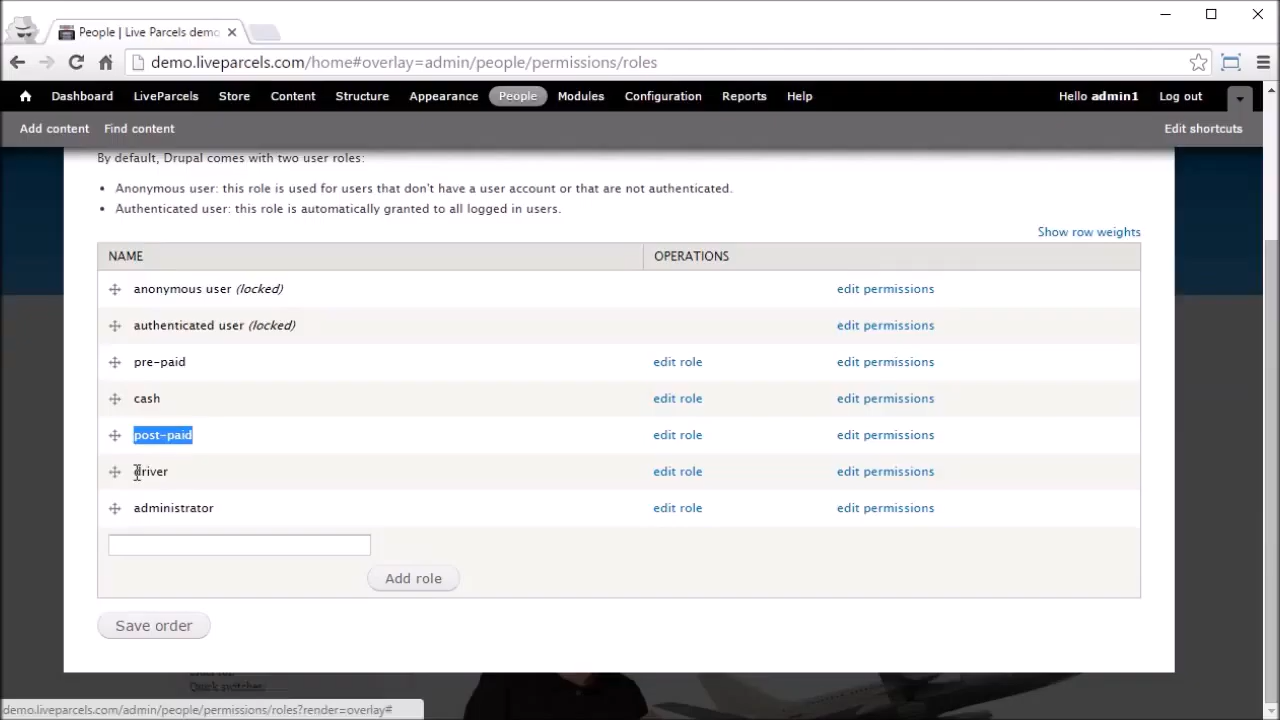 People | Live Parcels demo
demo.liveparcels.com/home#overlay=admin/people/permissions/roles
Dashboard LiveParcels Store Content Structure Appearance People Modules Configuration Reports Help Hello admin1 Log out
Add content Find content Edit shortcuts
By default, Drupal comes with two user roles:
• Anonymous user: this role is used for users that don't have a user account or that are not authenticated.
• Authenticated user: this role is automatically granted to all logged in users.
Show row weights
NAME OPERATIONS
anonymous user (locked) edit permissions
authenticated user (locked) edit permissions
pre-paid edit role edit permissions
cash edit role edit permissions
post-paid edit role edit permissions
driver edit role edit permissions
administrator edit role edit permissions
Add role
Save order
demo.liveparcels.com/admin/people/permissions/roles?render=overlay#